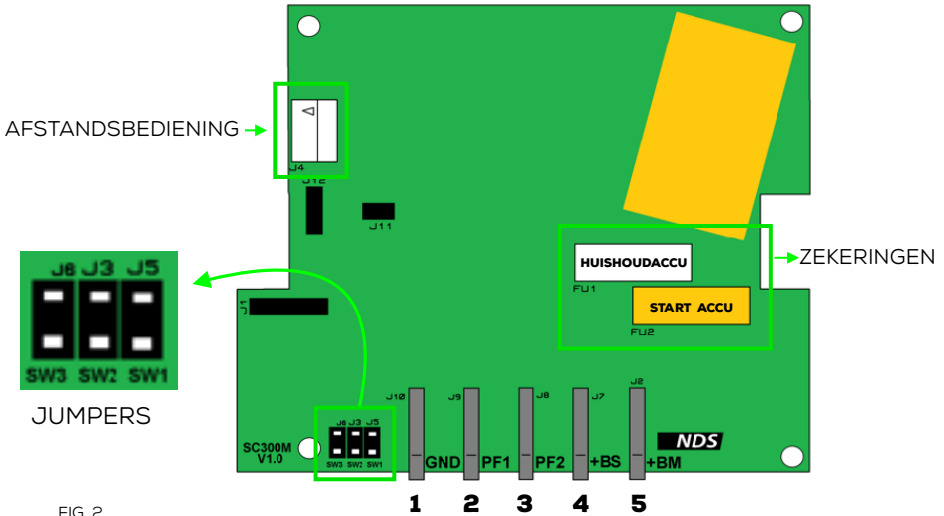 AFSTANDSBEDIENING
J4
J12
J11
HUISHOUDACCU
ZEKERINGEN
FU1
START ACCU
FU2
J6 J3 J5
SW3 SW2 SW1
JUMPERS
J1
J10 J9 J8 J7 J2
J6 J3 J5
SW3 SW2 SW1
SC300M
V1.0
NDS
GND PF1 PF2 +BS +BM
1 2 3 4 5
FIG. 2